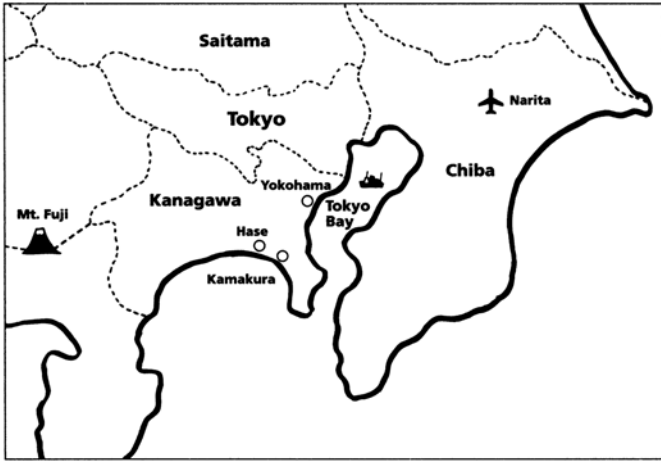 Saitama
Narita
Tokyo
Chiba
Yokohama
Kanagawa
Tokyo
Bay
Mt. Fuji
Hase
Kamakura